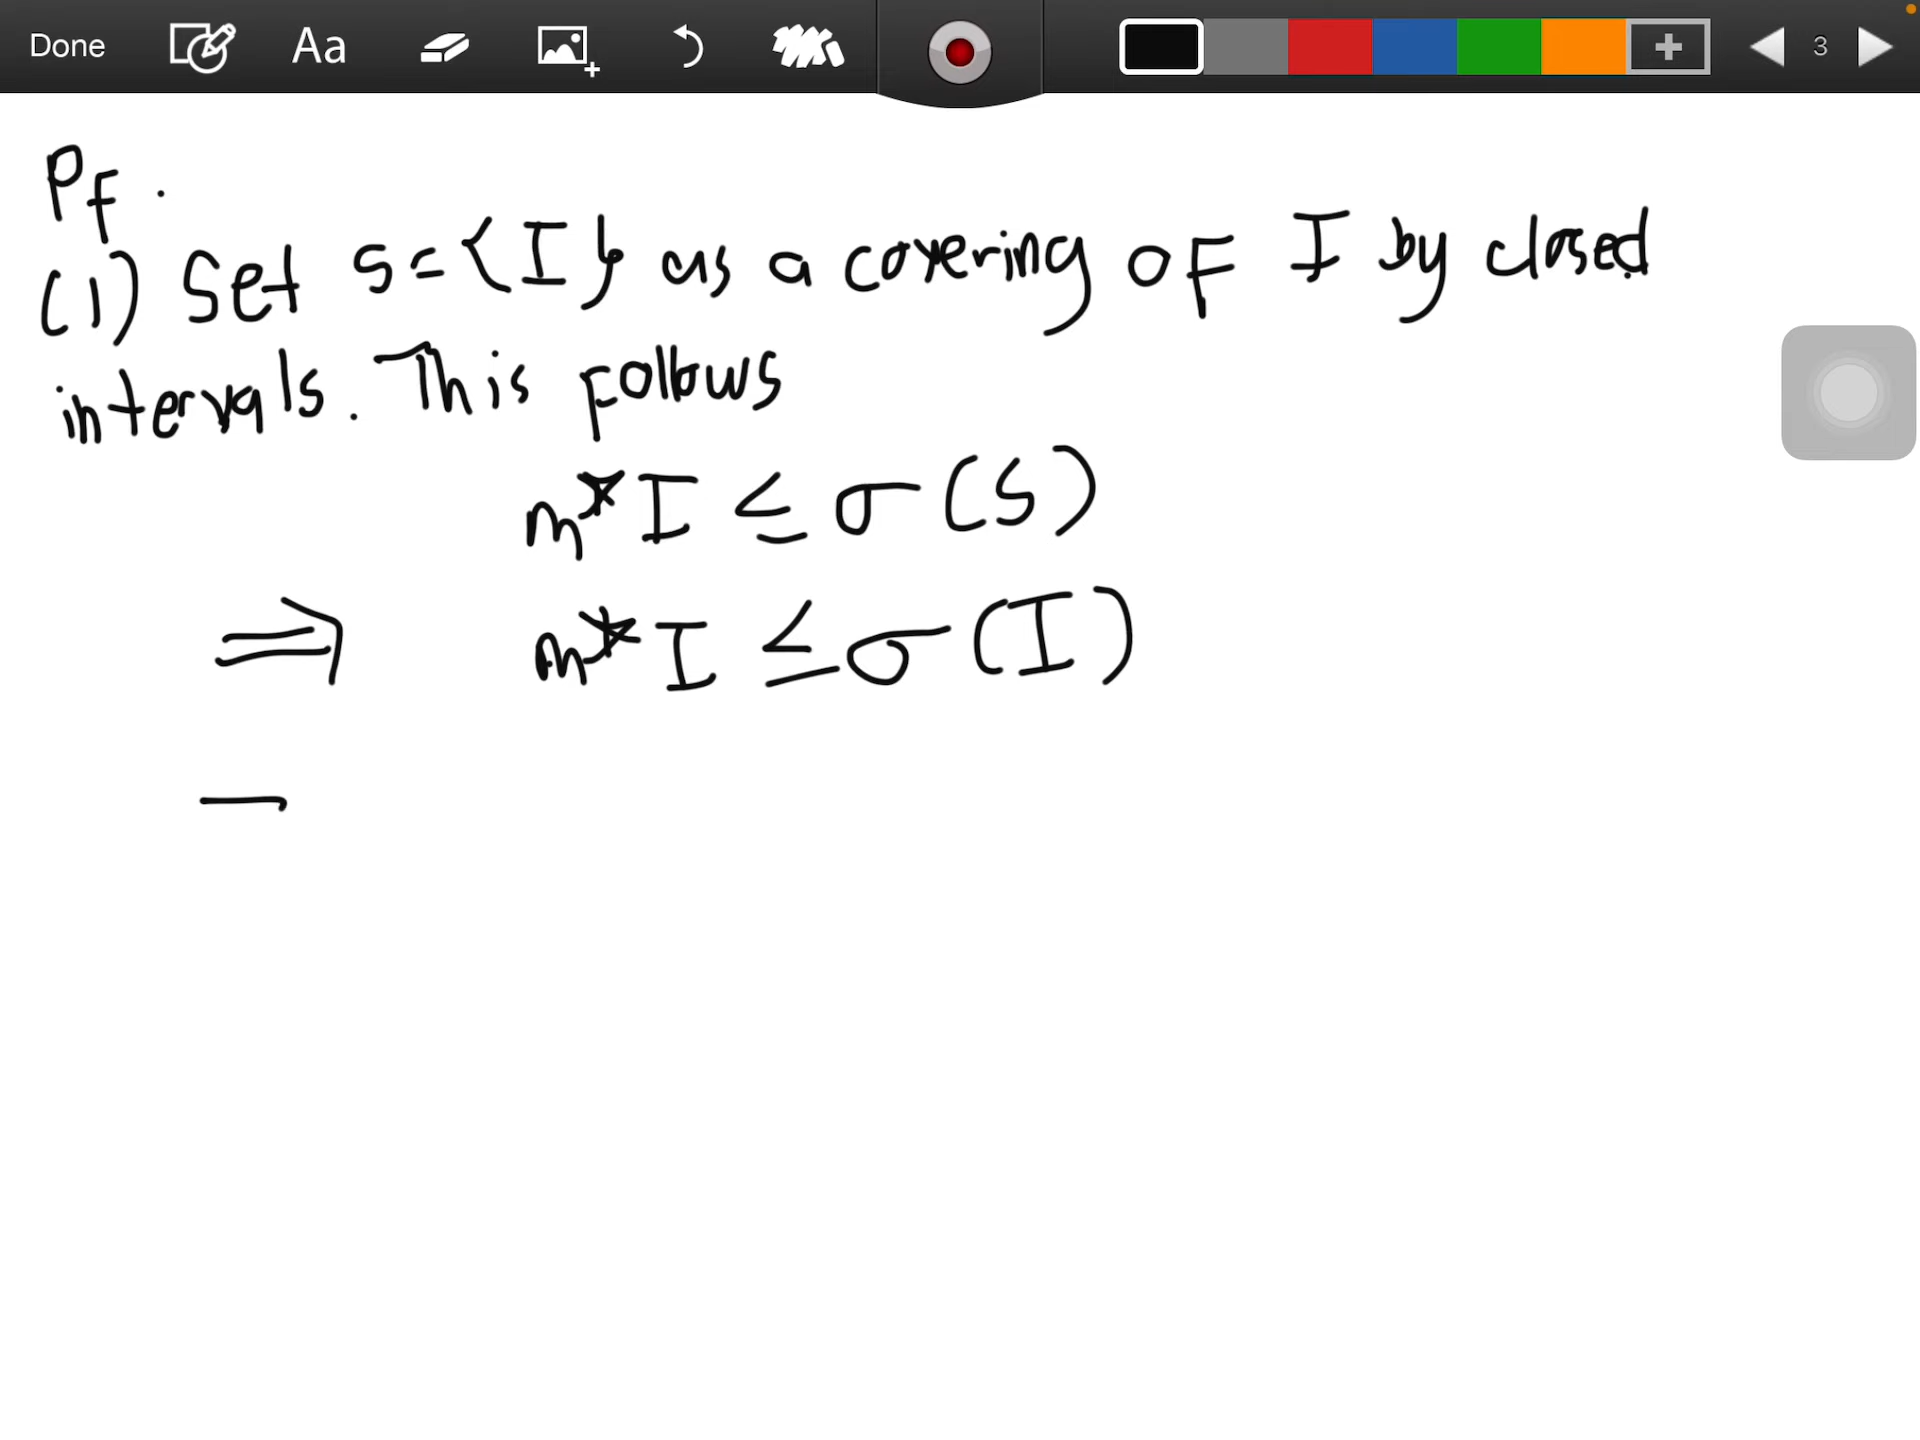 Done Aa 3
Pf.
(1) Set S={I} as a covering of I by closed
intervals. This follows
m*I ≤ σ(S)
⇒ m*I ≤ σ(I)